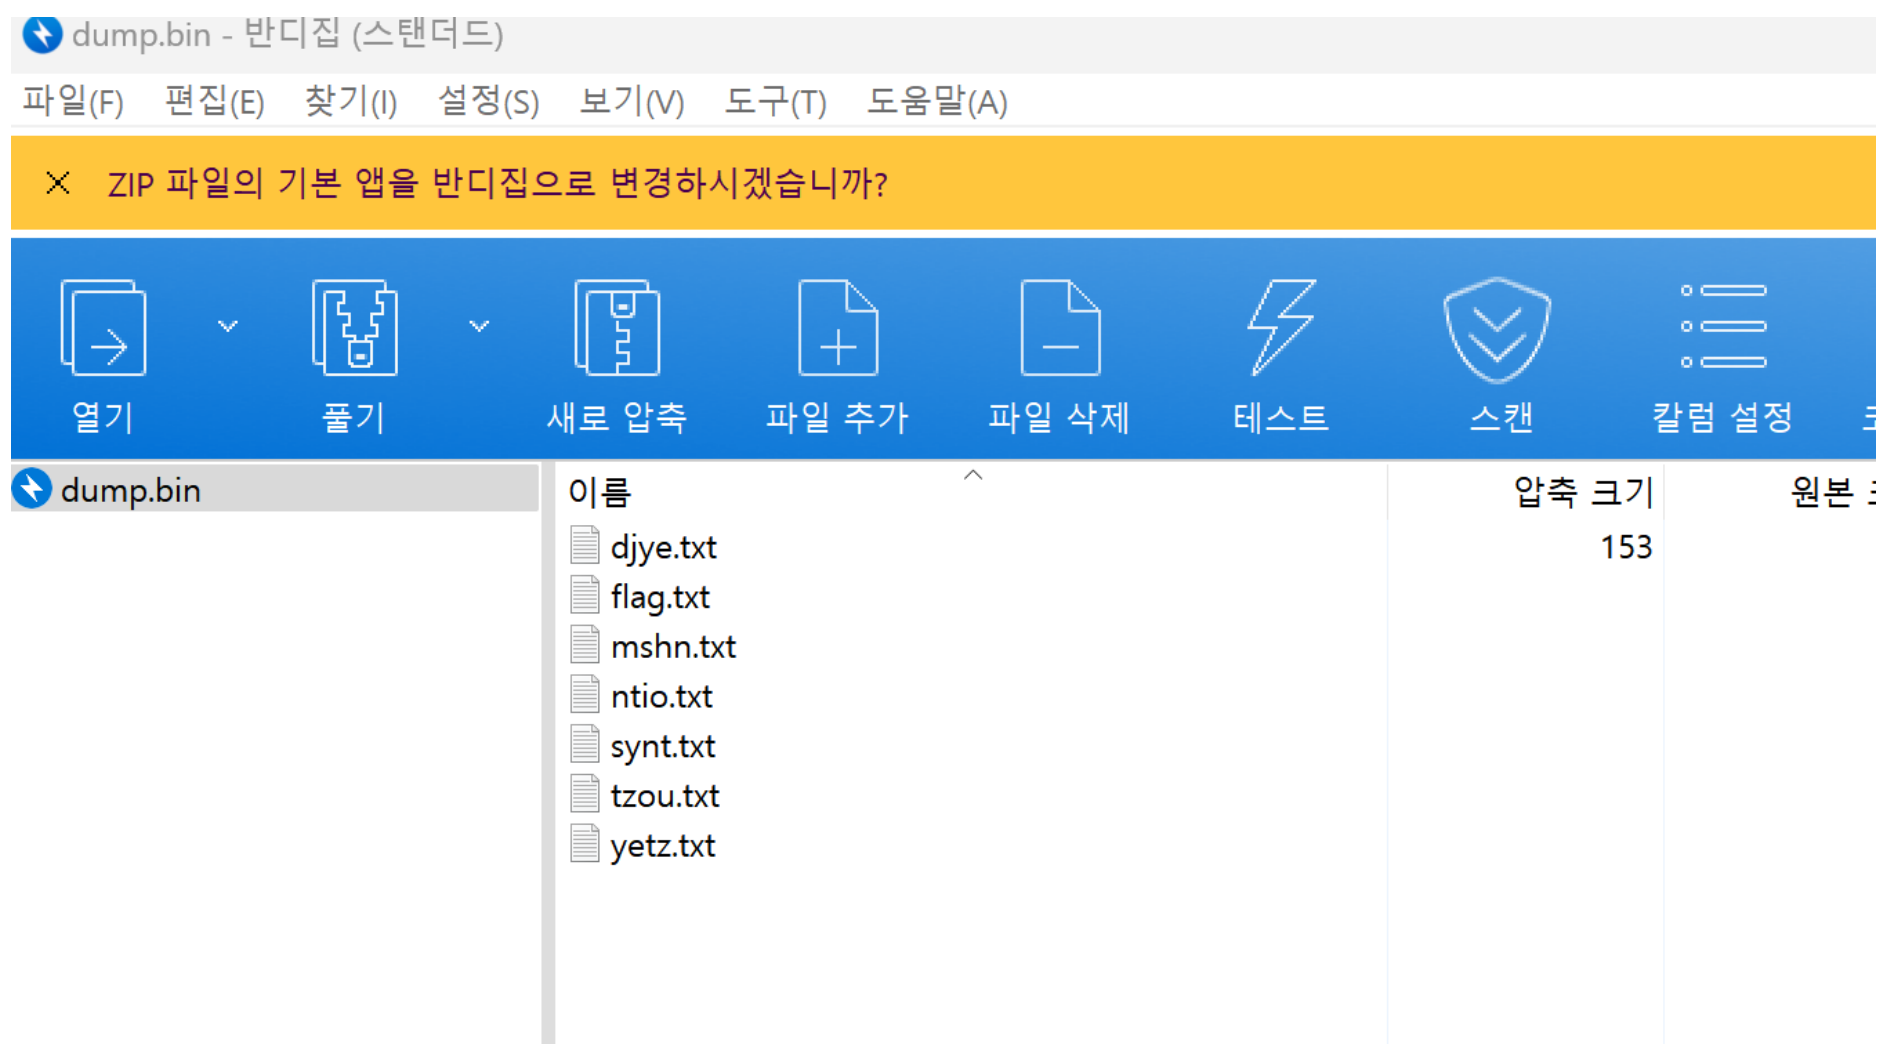 dump.bin - 반디집 (스탠더드)
파일(F) 편집(E) 찾기(I) 설정(S) 보기(V) 도구(T) 도움말(A)
ZIP 파일의 기본 앱을 반디집으로 변경하시겠습니까?
열기 풀기 새로 압축 파일 추가 파일 삭제 테스트 스캔 칼럼 설정
dump.bin
이름 압축 크기 원본
djye.txt 153
flag.txt
mshn.txt
ntio.txt
synt.txt
tzou.txt
yetz.txt